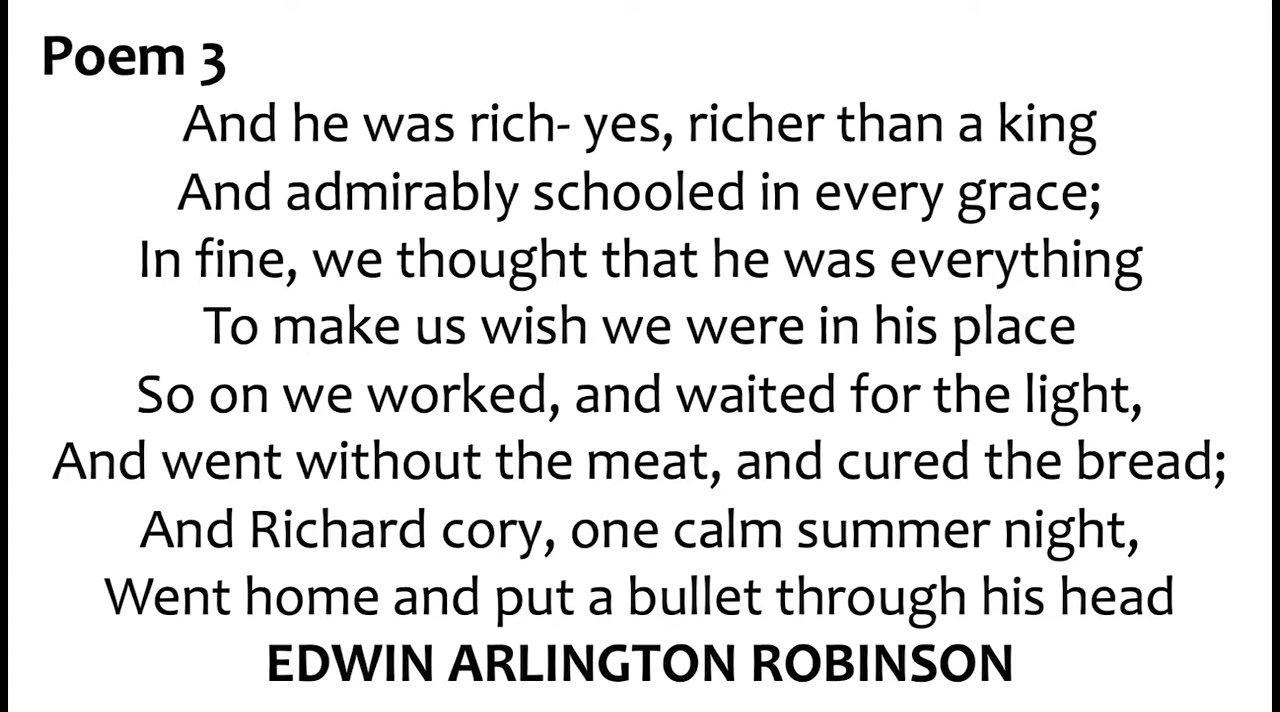 Poem 3
And he was rich- yes, richer than a king
And admirably schooled in every grace;
In fine, we thought that he was everything
To make us wish we were in his place
So on we worked, and waited for the light,
And went without the meat, and cured the bread;
And Richard cory, one calm summer night,
Went home and put a bullet through his head
EDWIN ARLINGTON ROBINSON